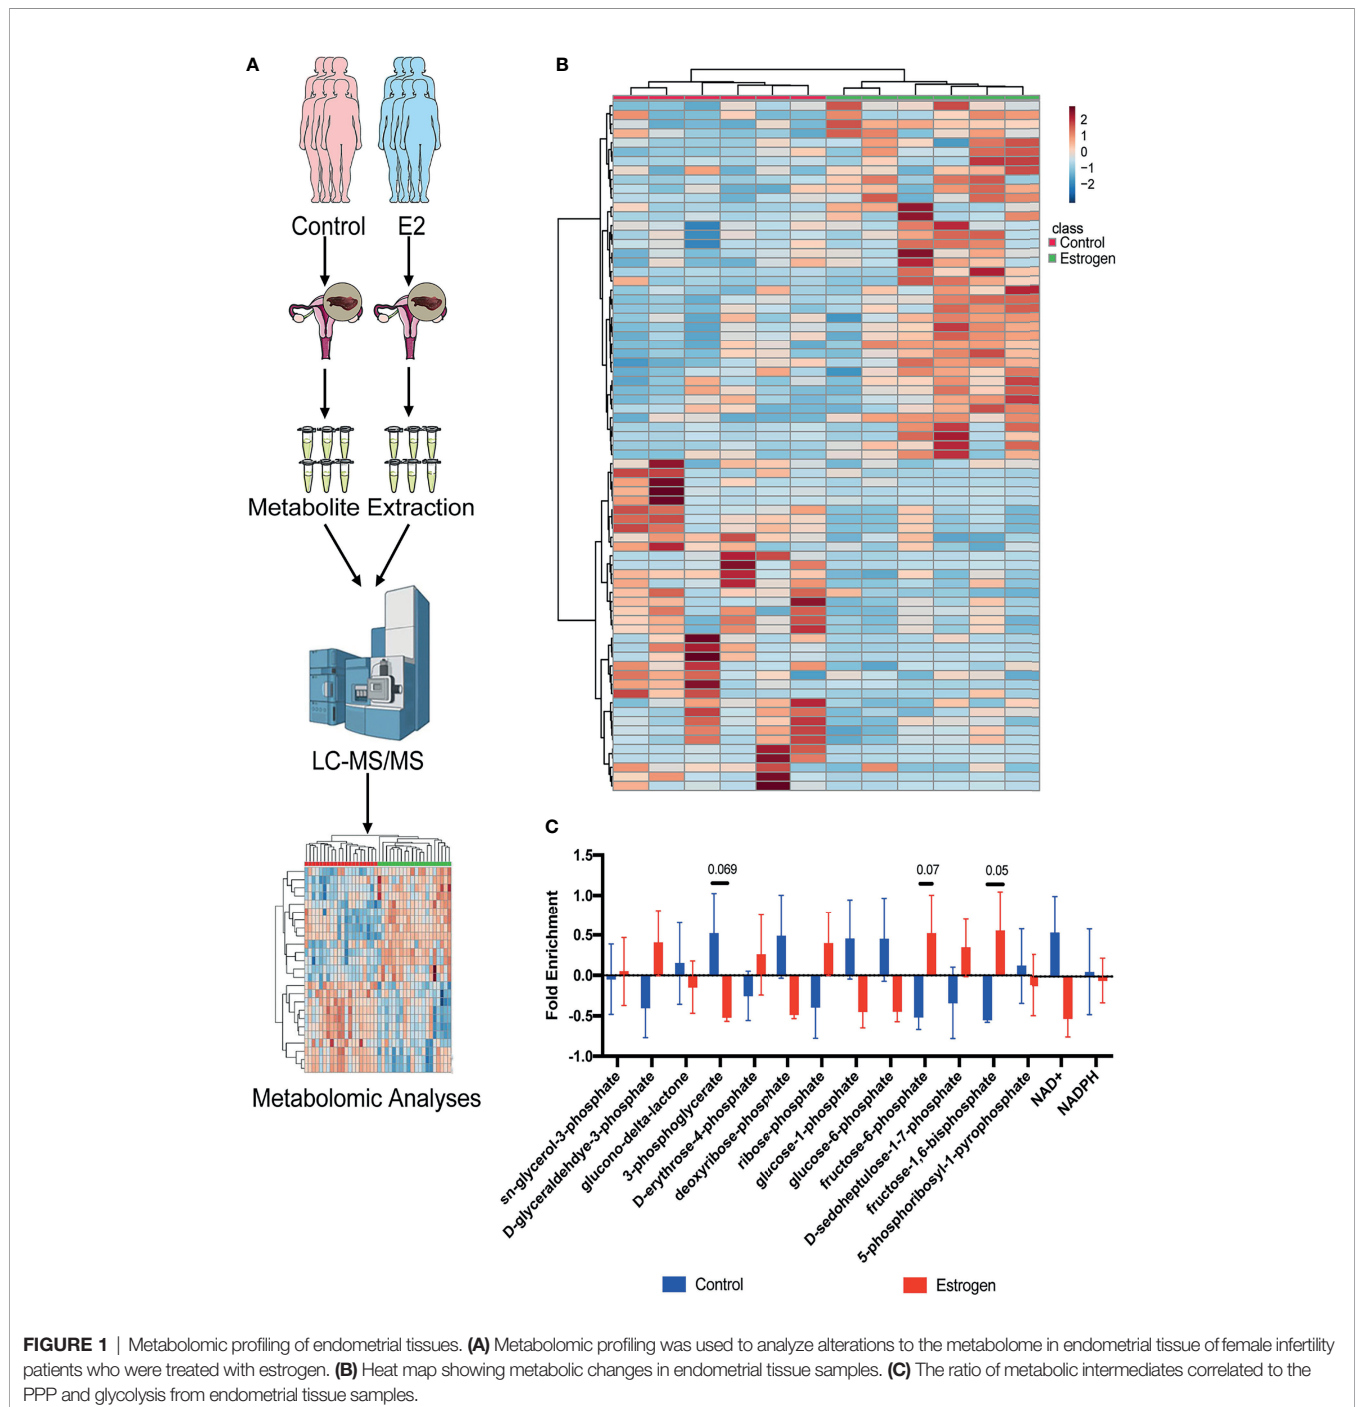 A
Control
E2
Metabolite Extraction
LC-MS/MS
Metabolomic Analyses
B
2
1
0
−1
−2
class
Control
Estrogen
C
Fold Enrichment
1.5
1.0
0.5
0.0
-0.5
-1.0
0.069
0.07
0.05
sn-glycerol-3-phosphate
D-glyceraldehdye-3-phosphate
glucono-delta-lactone
3-phosphoglycerate
D-erythrose-4-phosphate
deoxyribose-phosphate
ribose-phosphate
glucose-1-phosphate
glucose-6-phosphate
fructose-6-phosphate
D-sedoheptulose-1-7-phosphate
fructose-1,6-bisphosphate
5-phosphoribosyl-1-pyrophosphate
NAD+
NADPH
Control
Estrogen
FIGURE 1 | Metabolomic profiling of endometrial tissues. (A) Metabolomic profiling was used to analyze alterations to the metabolome in endometrial tissue of female infertility
patients who were treated with estrogen. (B) Heat map showing metabolic changes in endometrial tissue samples. (C) The ratio of metabolic intermediates correlated to the
PPP and glycolysis from endometrial tissue samples.